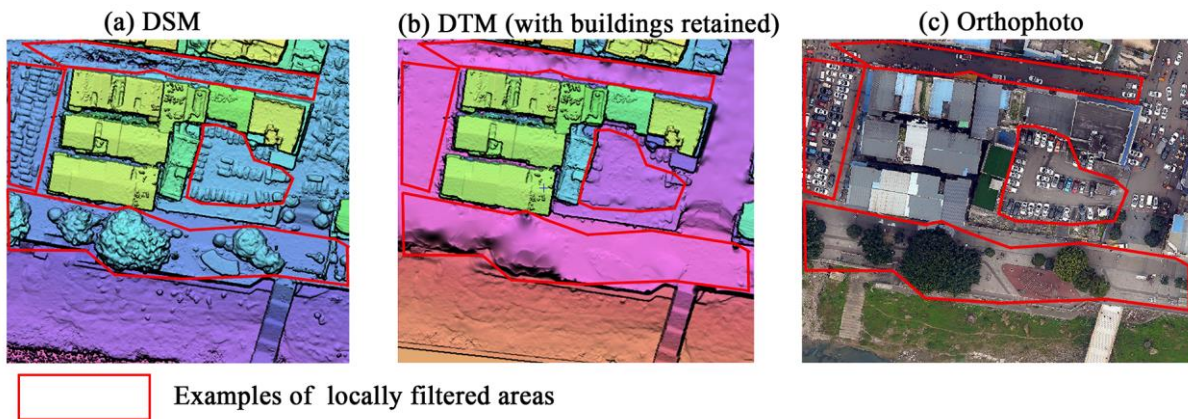 (a) DSM
(b) DTM (with buildings retained)
(c) Orthophoto
Examples of locally filtered areas